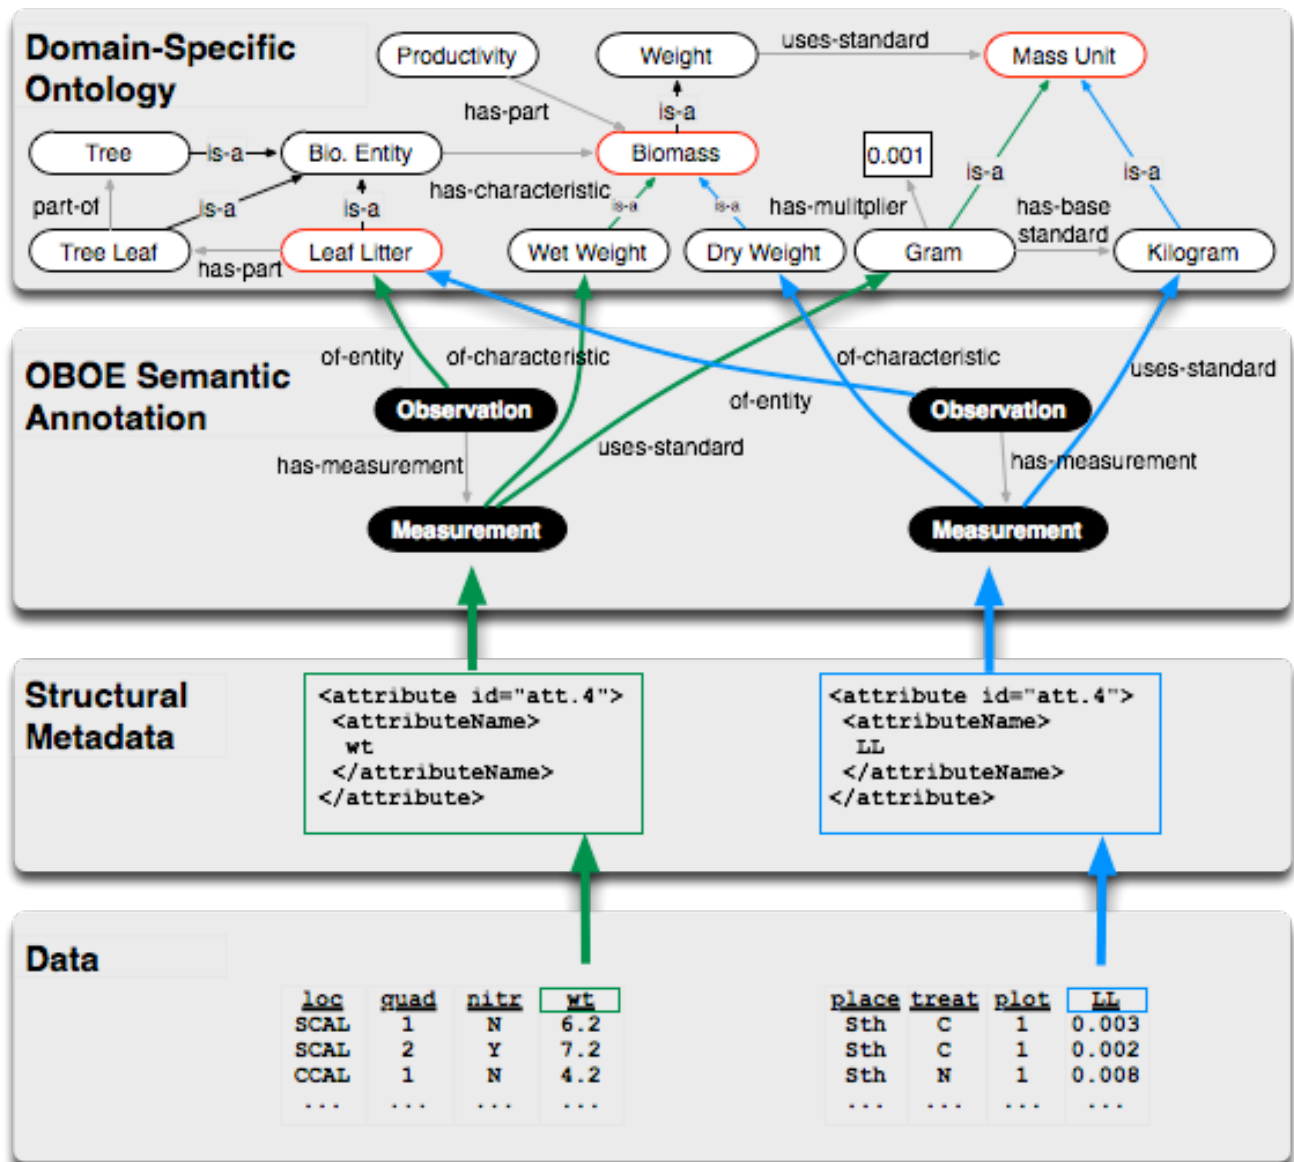 Domain-Specific
Ontology
Productivity
Weight
uses-standard
Mass Unit
has-part
is-a
Tree
is-a
Bio. Entity
Biomass
0.001
has-characteristic
is-a
is-a
part-of
is-a
is-a
is-a
is-a
has-mulitplier
has-base
standard
Tree Leaf
has-part
Leaf Litter
Wet Weight
Dry Weight
Gram
Kilogram
OBOE Semantic
Annotation
of-entity
of-characteristic
of-characteristic
uses-standard
Observation
of-entity
Observation
has-measurement
uses-standard
has-measurement
Measurement
Measurement
Structural
Metadata
<attribute id="att.4">
<attributeName>
wt
</attributeName>
</attribute>
<attribute id="att.4">
<attributeName>
LL
</attributeName>
</attribute>
Data
loc quad nitr wt
SCAL 1 N 6.2
SCAL 2 Y 7.2
CCAL 1 N 4.2
... ... ... ...
place treat plot LL
Sth C 1 0.003
Sth C 1 0.002
Sth N 1 0.008
... ... ... ...